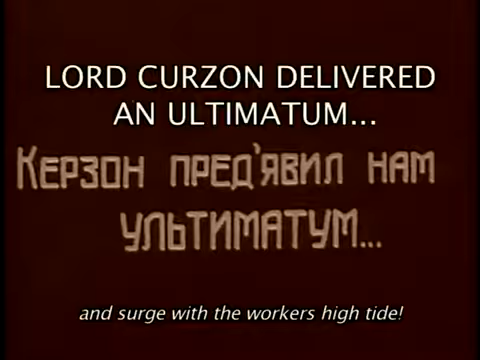 LORD CURZON DELIVERED
AN ULTIMATUM...
Керзон пред'явил нам
ультиматум...
and surge with the workers high tide!